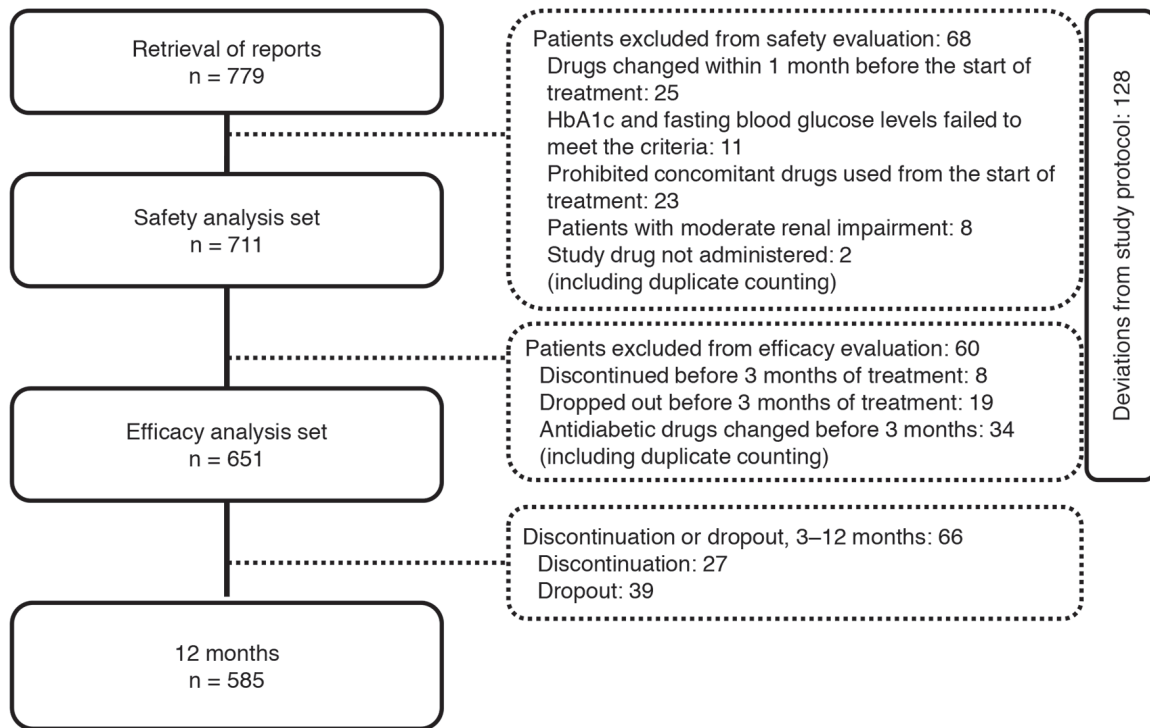 Retrieval of reports
n = 779
Patients excluded from safety evaluation: 68
Drugs changed within 1 month before the start of
treatment: 25
HbA1c and fasting blood glucose levels failed to
meet the criteria: 11
Prohibited concomitant drugs used from the start of
treatment: 23
Patients with moderate renal impairment: 8
Study drug not administered: 2
(including duplicate counting)
Safety analysis set
n = 711
Patients excluded from efficacy evaluation: 60
Discontinued before 3 months of treatment: 8
Dropped out before 3 months of treatment: 19
Antidiabetic drugs changed before 3 months: 34
(including duplicate counting)
Deviations from study protocol: 128
Efficacy analysis set
n = 651
Discontinuation or dropout, 3–12 months: 66
Discontinuation: 27
Dropout: 39
12 months
n = 585